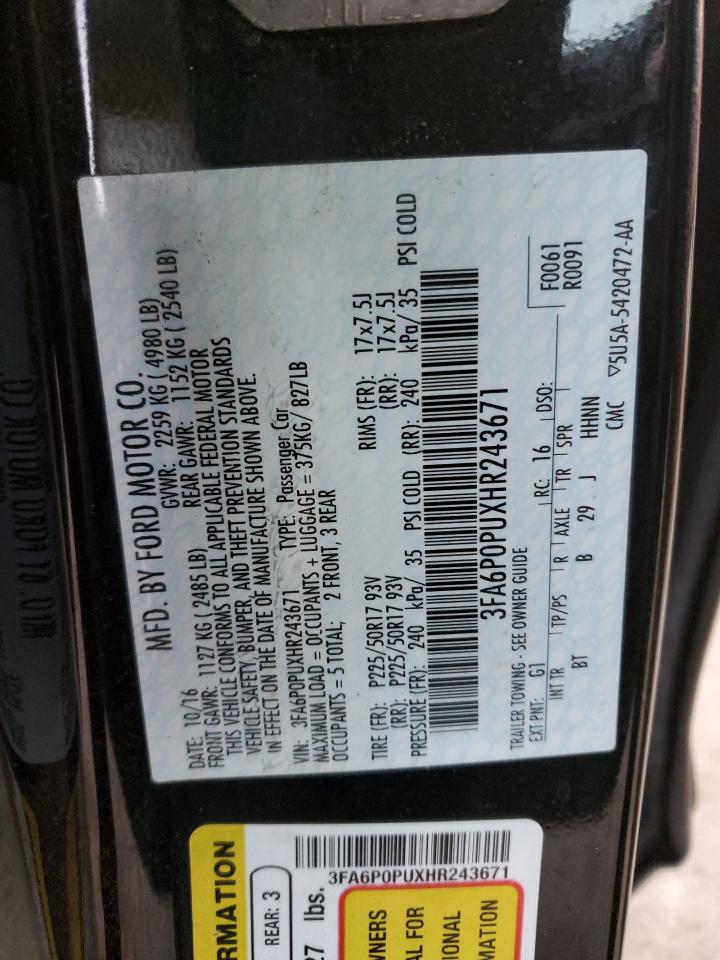 MFD. BY FORD MOTOR CO.
DATE: 10/16 GVWR: 2259 KG ( 4980 LB)
FRONT GAWR: 1127 KG ( 2485 LB) REAR GAWR: 1152 KG ( 2540 LB)
THIS VEHICLE CONFORMS TO ALL APPLICABLE FEDERAL MOTOR
VEHICLE SAFETY, BUMPER, AND THEFT PREVENTION STANDARDS
IN EFFECT ON THE DATE OF MANUFACTURE SHOWN ABOVE.
VIN: 3FA6P0PUXHR243671 TYPE: Passenger Car
MAXIMUM LOAD = OCCUPANTS + LUGGAGE = 375KG/ 827LB
OCCUPANTS = 5 TOTAL; 2 FRONT, 3 REAR
TIRE (FR): P225/50R17 93V RIMS (FR): 17x7.5J
(RR): P225/50R17 93V (RR): 17x7.5J
PRESSURE (FR): 240 kPa/ 35 PSI COLD (RR): 240 kPa/ 35 PSI COLD
3FA6P0PUXHR243671
TRAILER TOWING - SEE OWNER GUIDE
EXT PNT: G1 RC: 16 DSO: F0061
R0091
INT TR TP/PS R AXLE TR SPR
BT B 29 J HHNN
CMC ▽5U5A-5420472-AA
RMATION
REAR: 3
27 lbs.
3FA6P0PUXHR243671
WNERS
AL FOR
IONAL
MATION